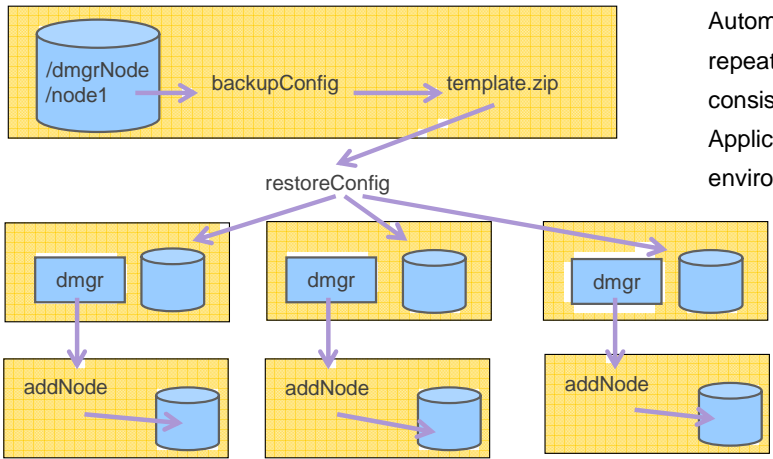 /dmgrNode
/node1
backupConfig
template.zip
restoreConfig
dmgr
dmgr
dmgr
addNode
addNode
addNode